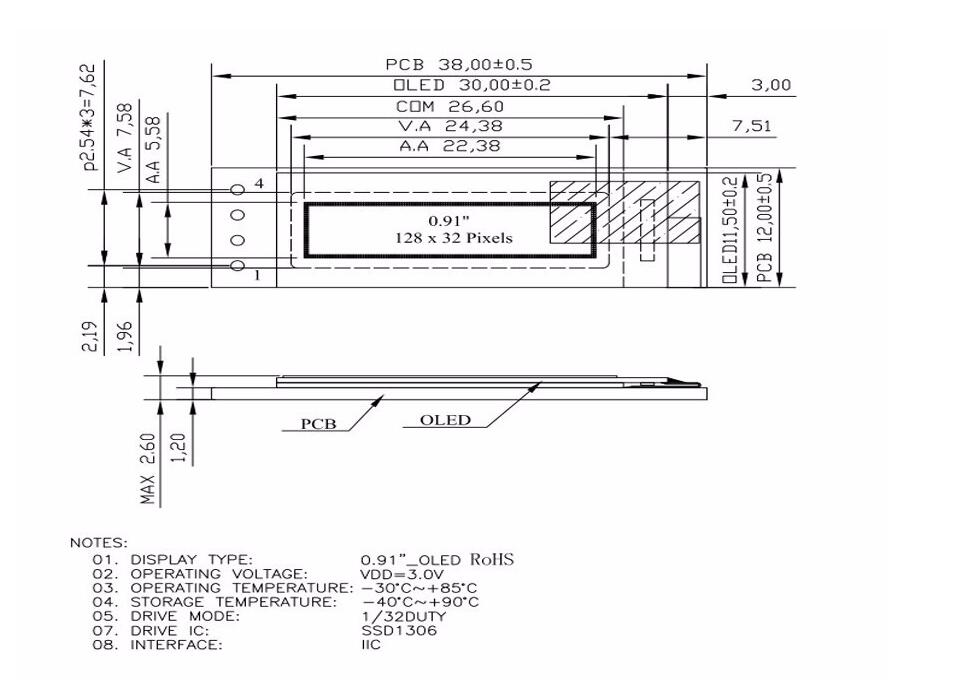 PCB 38,00±0.5
OLED 30,00±0.2
3,00
COM 26,60
V.A 24,38
7,51
A.A 22,38
p2.54*3=7,62
V.A 7,58
A.A 5,58
4
1
0.91"
128 x 32 Pixels
OLED11,50±0.2
PCB 12,00±0.5
2,19
1,96
PCB
OLED
MAX 2.60
1,20
NOTES:
01. DISPLAY TYPE: 0.91"_OLED RoHS
02. OPERATING VOLTAGE: VDD=3.0V
03. OPERATING TEMPERATURE: −30°C~+85°C
04. STORAGE TEMPERATURE: −40°C~+90°C
05. DRIVE MODE: 1/32DUTY
07. DRIVE IC: SSD1306
08. INTERFACE: IIC